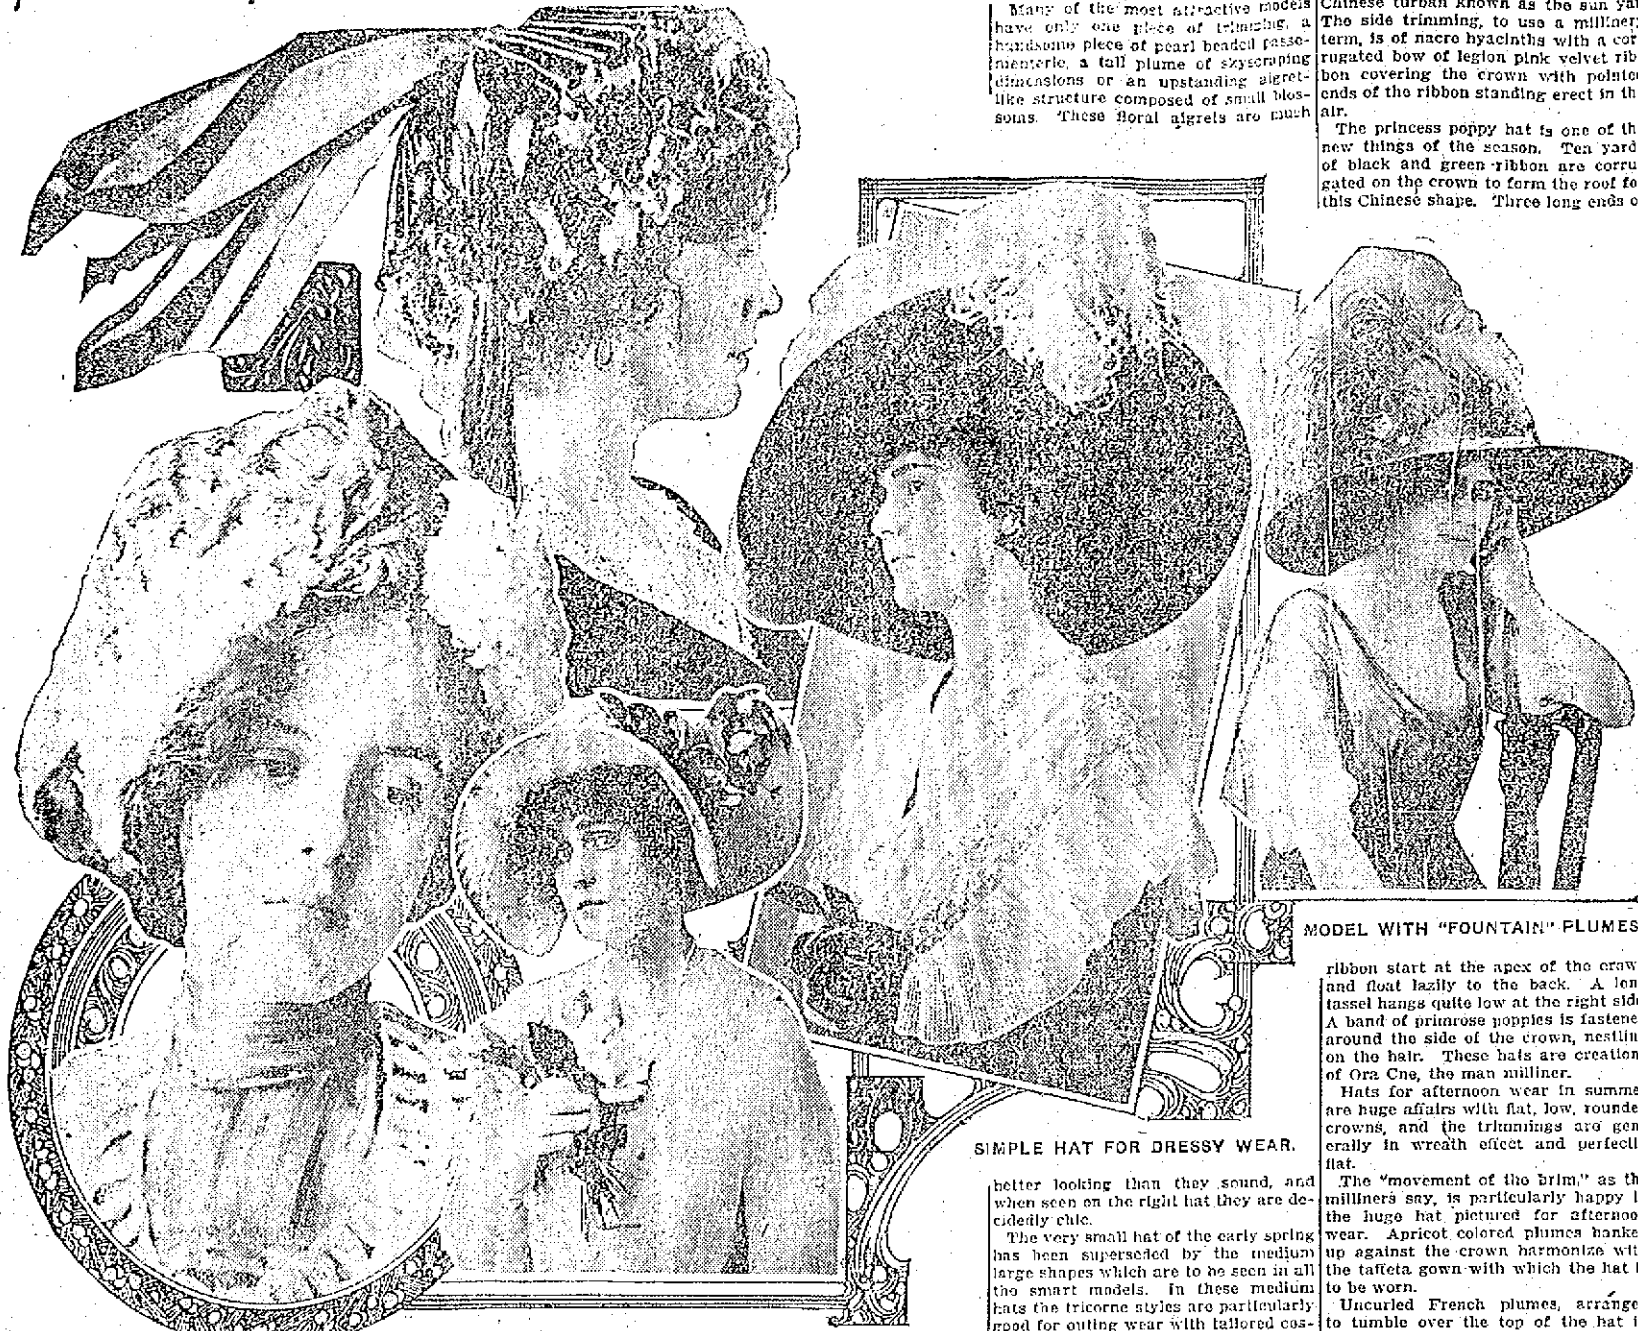 Many of the most attractive models
have only one piece of trimming, a
handsome piece of pearl beaded passe-
menterie, a tall plume of skyscraping
dimensions or an upstanding aigret-
like structure composed of small blos-
soms. These floral aigrets are much
SIMPLE HAT FOR DRESSY WEAR.
better looking than they sound, and
when seen on the right hat they are de-
cidedly chic.
The very small hat of the early spring
has been superseded by the medium
large shapes which are to be seen in all
the smart models. In these medium
hats the tricorne styles are particularly
good for outing wear with tailored cos-
Chinese turban known as the sun yat
The side trimming, to use a milliner
term, is of nacre hyacinths with a cor
rugated bow of legion pink velvet rib
bon covering the crown with pointe
ends of the ribbon standing erect in th
air.
The princess poppy hat is one of th
new things of the season. Ten yard
of black and green ribbon are corru
gated on the crown to form the roof fo
this Chinese shape. Three long ends o
MODEL WITH "FOUNTAIN" PLUMES
ribbon start at the apex of the crow
and float lazily to the back. A lon
tassel hangs quite low at the right side
A band of primrose poppies is fastene
around the side of the crown, nestlin
on the hair. These hats are creation
of Ora Cne, the man milliner.
Hats for afternoon wear in summe
are huge affairs with flat, low, rounde
crowns, and the trimmings are gen
erally in wreath effect and perfectl
flat.
The "movement of the brim," as th
milliners say, is particularly happy i
the huge hat pictured for afternoo
wear. Apricot colored plumes banke
up against the crown harmonize wit
the taffeta gown with which the hat i
to be worn.
Uncurled French plumes, arrange
to tumble over the top of the hat i